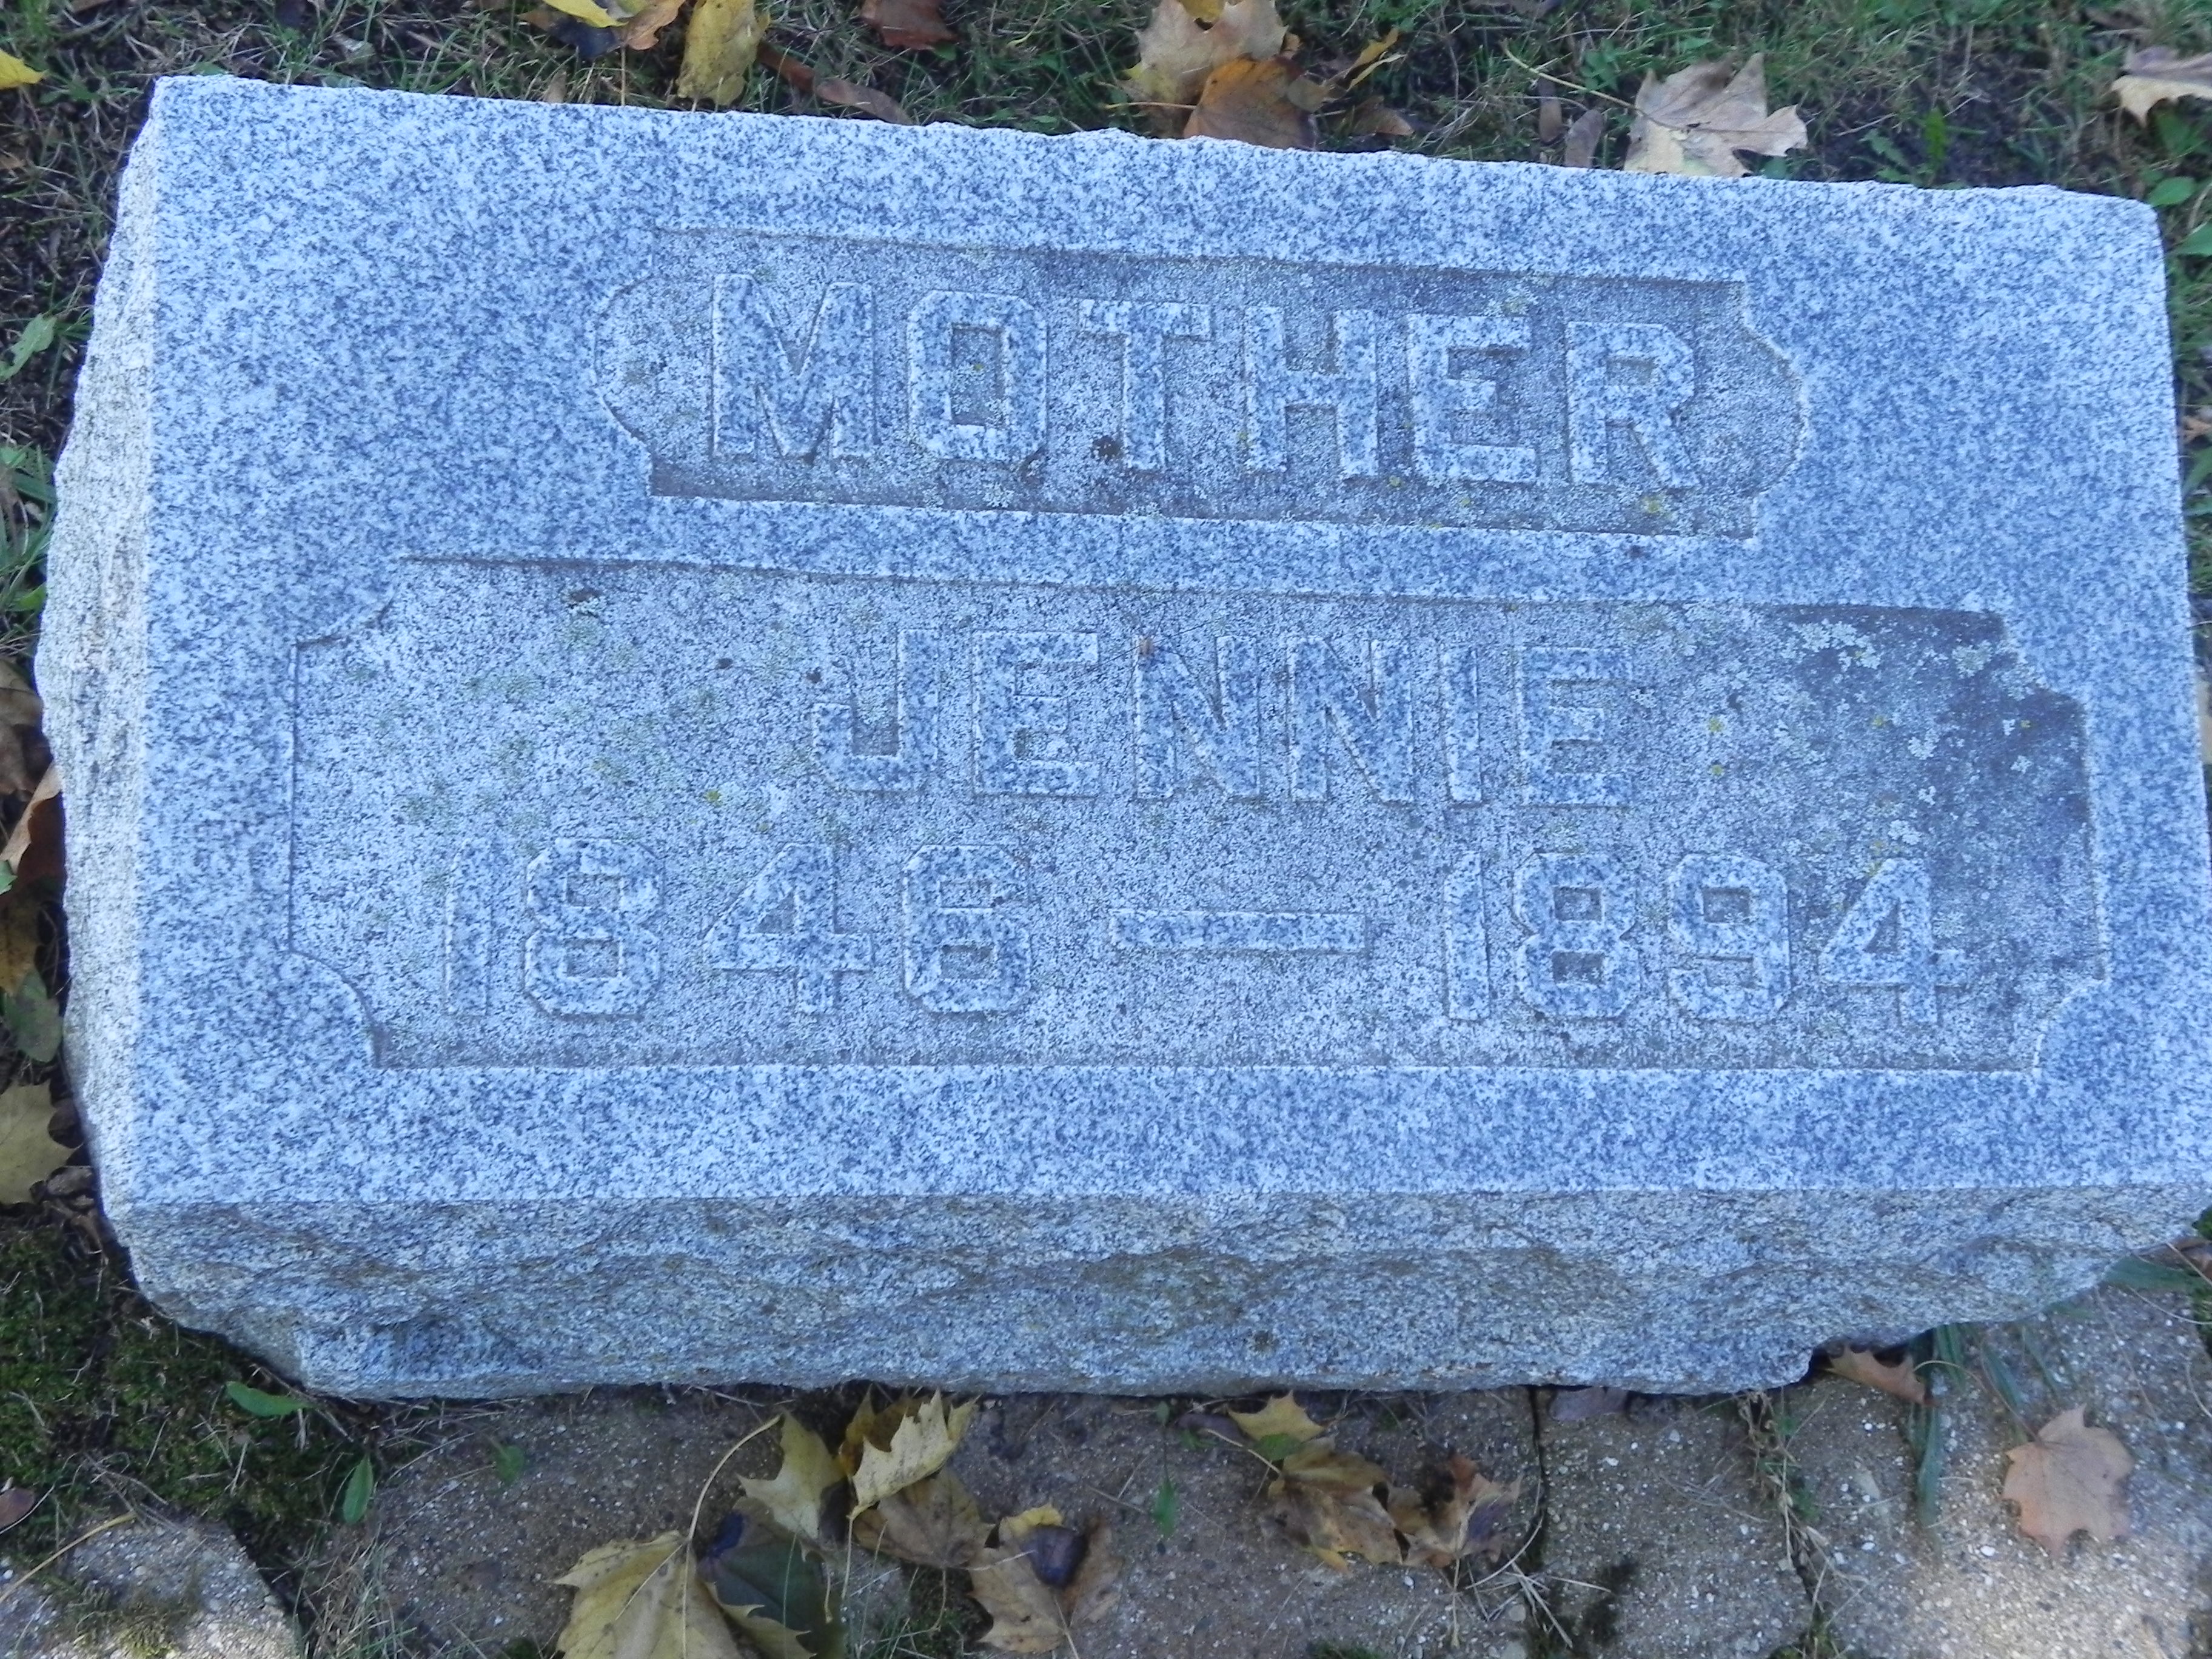 MOTHER
JENNIE
1846 — 1894